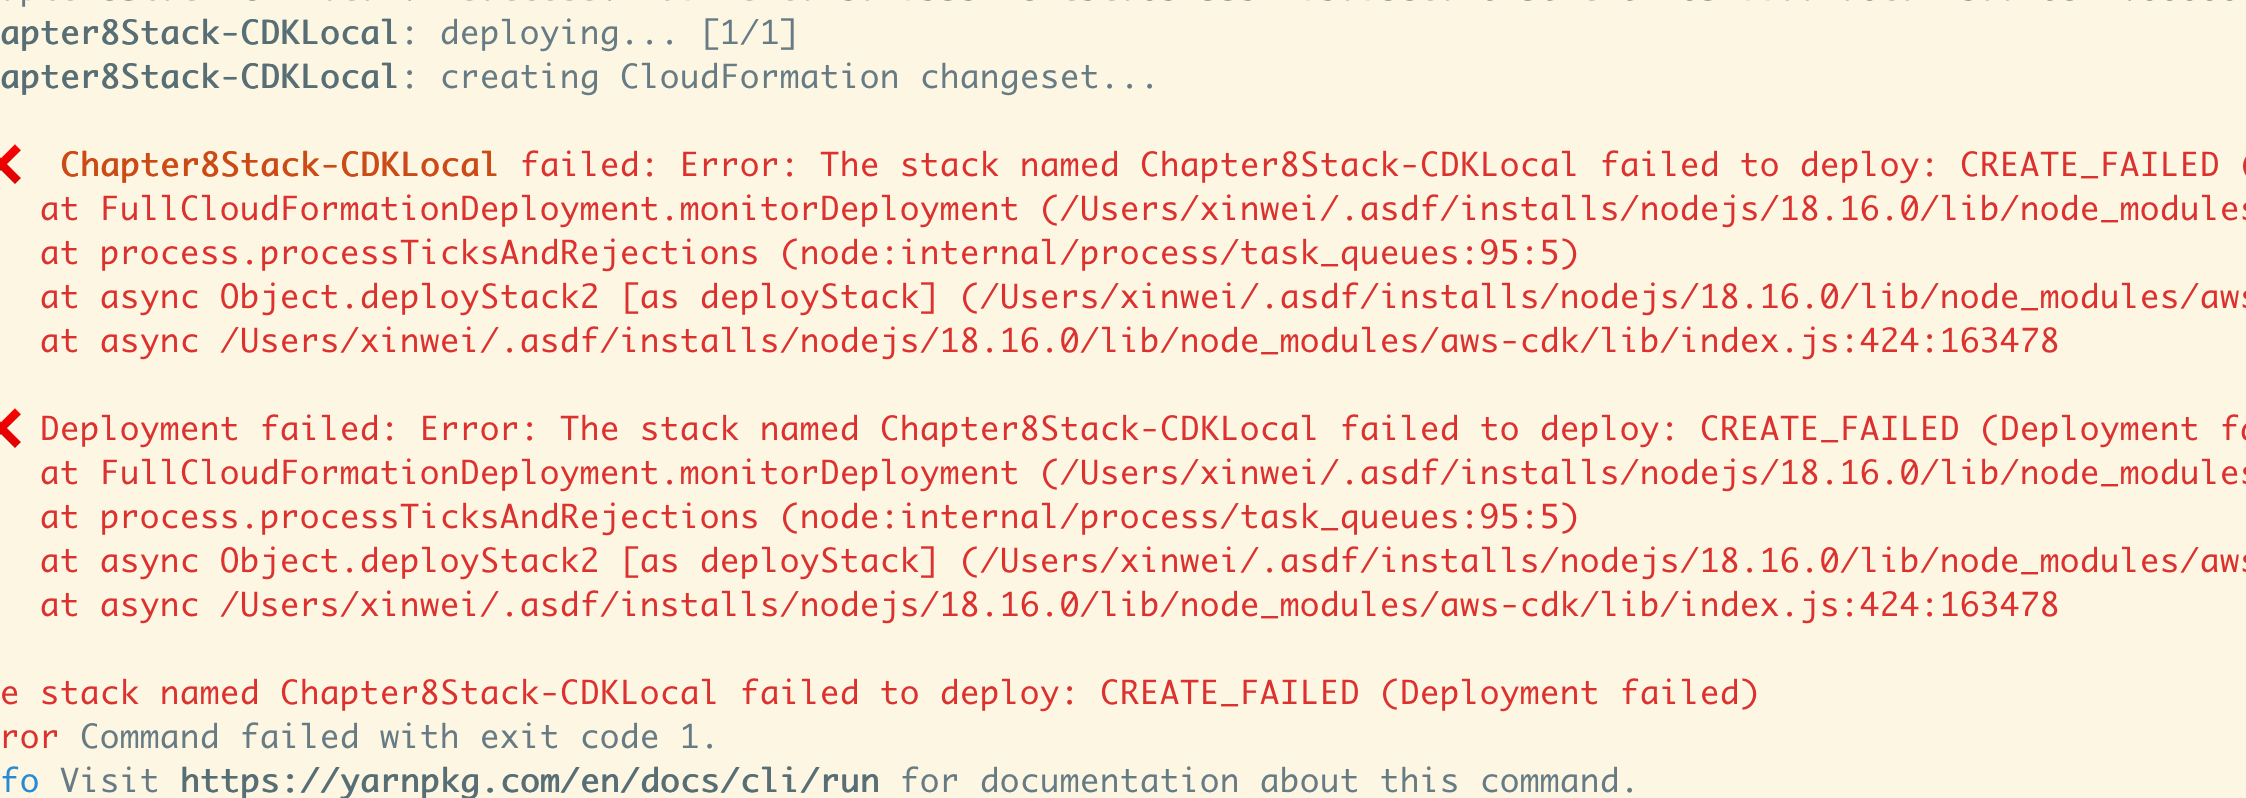 apter8Stack-CDKLocal: deploying... [1/1]
apter8Stack-CDKLocal: creating CloudFormation changeset...
Chapter8Stack-CDKLocal failed: Error: The stack named Chapter8Stack-CDKLocal failed to deploy: CREATE_FAILED (
at FullCloudFormationDeployment.monitorDeployment (/Users/xinwei/.asdf/installs/nodejs/18.16.0/lib/node_modules
at process.processTicksAndRejections (node:internal/process/task_queues:95:5)
at async Object.deployStack2 [as deployStack] (/Users/xinwei/.asdf/installs/nodejs/18.16.0/lib/node_modules/aws
at async /Users/xinwei/.asdf/installs/nodejs/18.16.0/lib/node_modules/aws-cdk/lib/index.js:424:163478
Deployment failed: Error: The stack named Chapter8Stack-CDKLocal failed to deploy: CREATE_FAILED (Deployment fa
at FullCloudFormationDeployment.monitorDeployment (/Users/xinwei/.asdf/installs/nodejs/18.16.0/lib/node_modules
at process.processTicksAndRejections (node:internal/process/task_queues:95:5)
at async Object.deployStack2 [as deployStack] (/Users/xinwei/.asdf/installs/nodejs/18.16.0/lib/node_modules/aws
at async /Users/xinwei/.asdf/installs/nodejs/18.16.0/lib/node_modules/aws-cdk/lib/index.js:424:163478
e stack named Chapter8Stack-CDKLocal failed to deploy: CREATE_FAILED (Deployment failed)
ror Command failed with exit code 1.
fo Visit https://yarnpkg.com/en/docs/cli/run for documentation about this command.